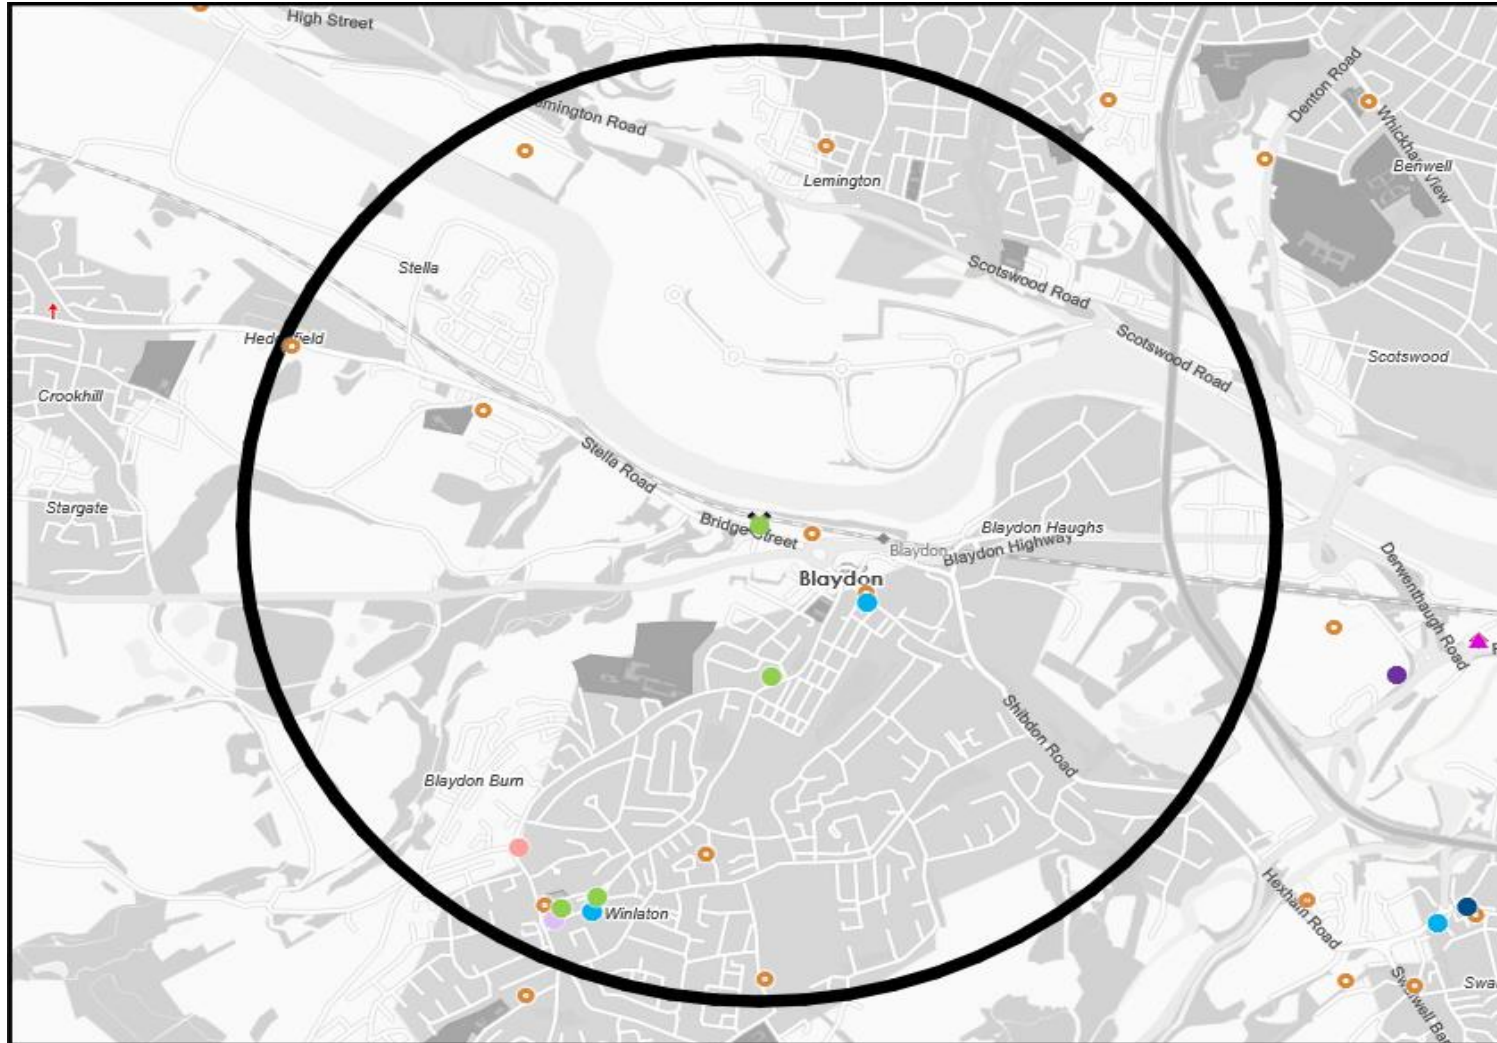 High Street
Denton Road
Whickham View
Benwell
Lemington Road
Lemington
Stella
Scotswood Road
Scotswood Road
Scotswood
Crookhill
Stella Road
Stargate
Bridge Street
Blaydon Haughs
Blaydon
Blaydon Highway
Blaydon
Derwenthaugh Road
Shibdon Road
Blaydon Burn
Hexham Road
Winlaton